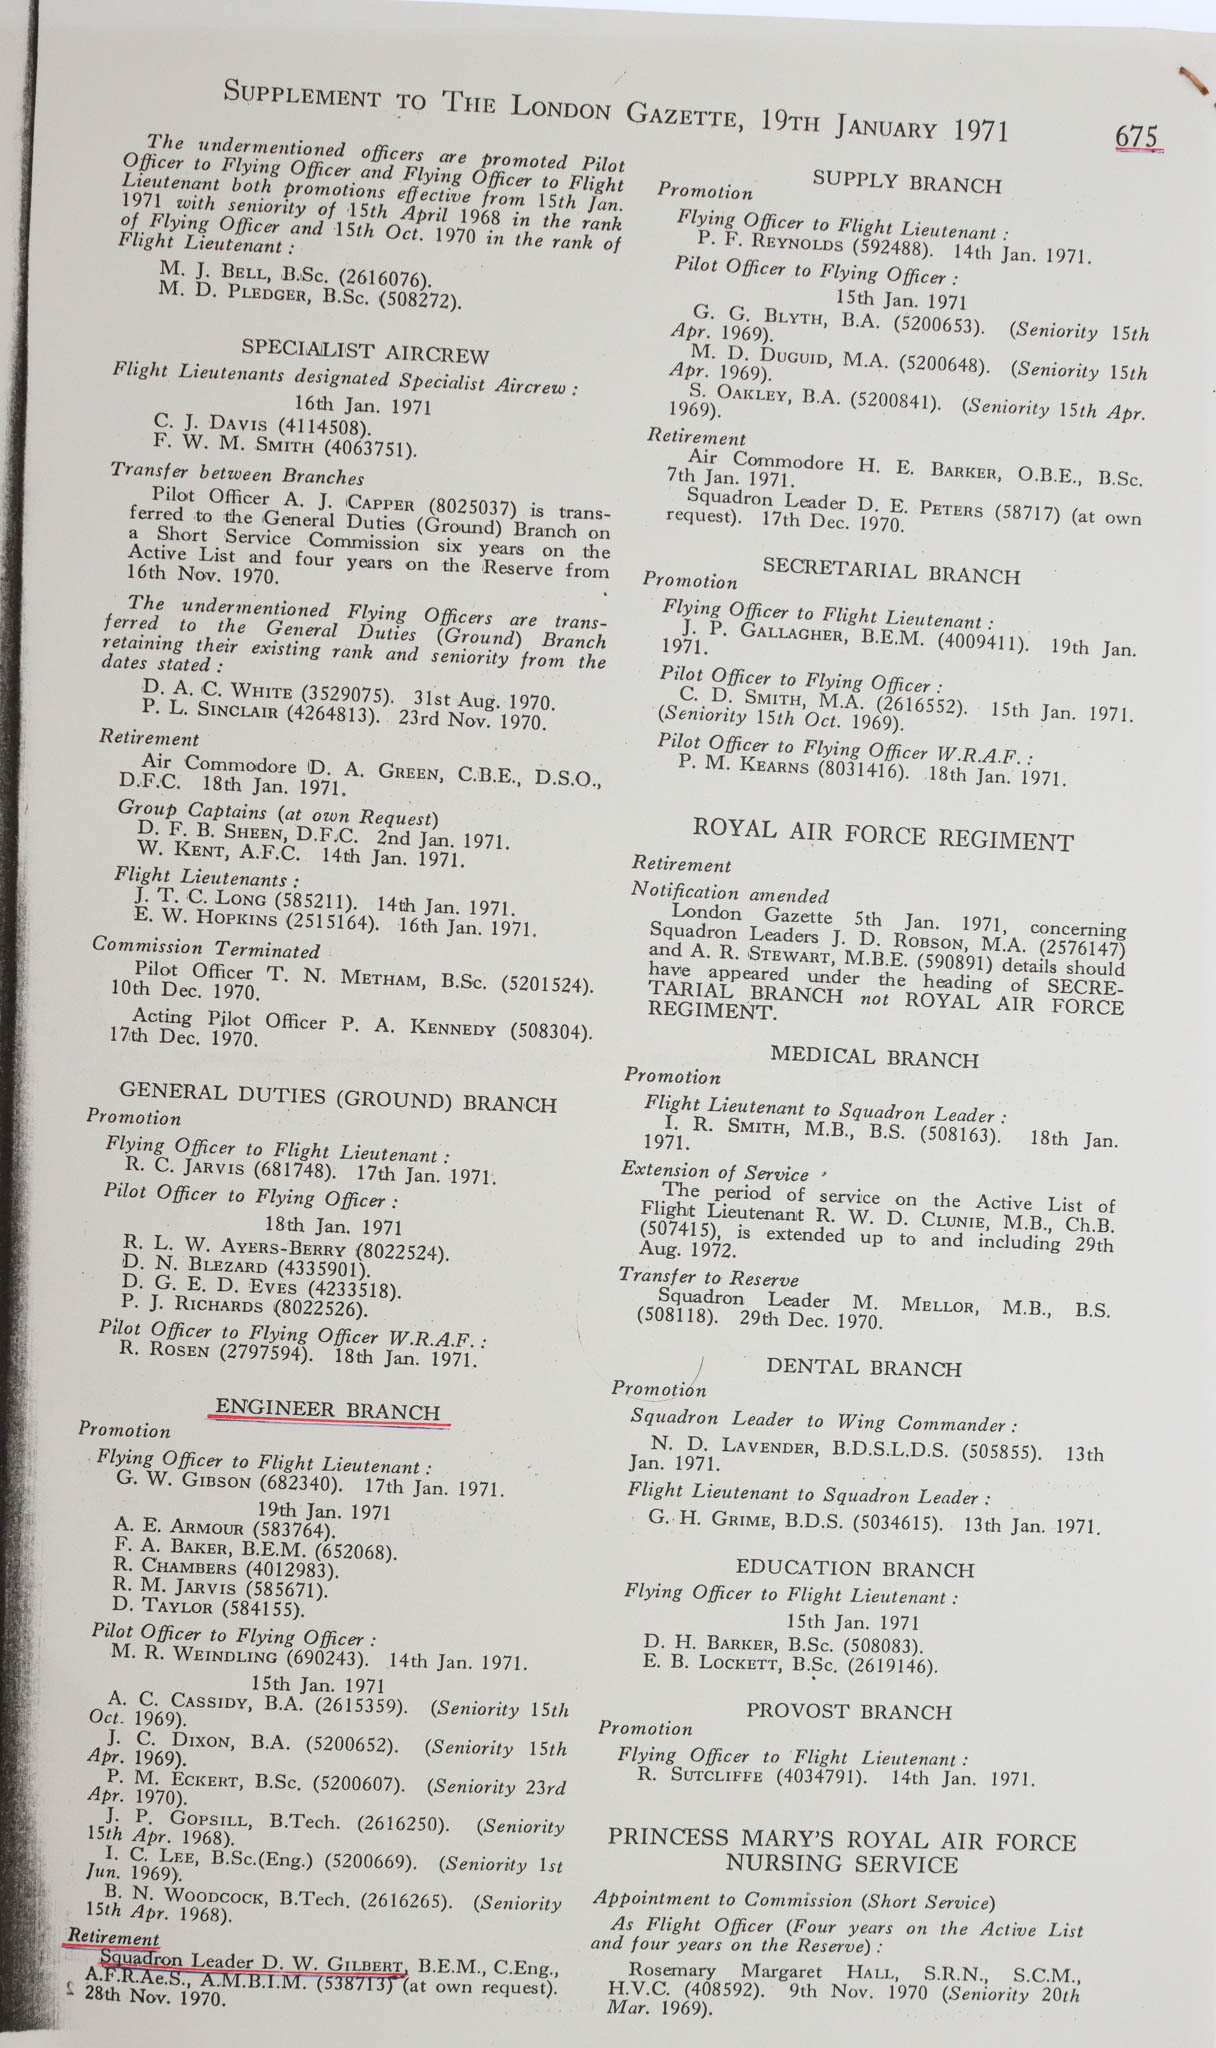 SUPPLEMENT TO THE LONDON GAZETTE, 19TH JANUARY 1971
675
The undermentioned officers are promoted Pilot
Officer to Flying Officer and Flying Officer to Flight
Lieutenant both promotions effective from 15th Jan.
1971 with seniority of 15th April 1968 in the rank
of Flying Officer and 15th Oct. 1970 in the rank of
Flight Lieutenant :
M. J. BELL, B.Sc. (2616076).
M. D. PLEDGER, B.Sc. (508272).
SPECIALIST AIRCREW
Flight Lieutenants designated Specialist Aircrew :
16th Jan. 1971
C. J. DAVIS (4114508).
F. W. M. SMITH (4063751).
Transfer between Branches
Pilot Officer A. J. CAPPER (8025037) is trans-
ferred to the General Duties (Ground) Branch on
a Short Service Commission six years on the
Active List and four years on the Reserve from
16th Nov. 1970.
The undermentioned Flying Officers are trans-
ferred to the General Duties (Ground) Branch
retaining their existing rank and seniority from the
dates stated :
D. A. C. WHITE (3529075). 31st Aug. 1970.
P. L. SINCLAIR (4264813). 23rd Nov. 1970.
Retirement
Air Commodore D. A. GREEN, C.B.E., D.S.O.,
D.F.C. 18th Jan. 1971.
Group Captains (at own Request)
D. F. B. SHEEN, D.F.C. 2nd Jan. 1971.
W. KENT, A.F.C. 14th Jan. 1971.
Flight Lieutenants :
J. T. C. LONG (585211). 14th Jan. 1971.
E. W. HOPKINS (2515164). 16th Jan. 1971.
Commission Terminated
Pilot Officer T. N. METHAM, B.Sc. (5201524).
10th Dec. 1970.
Acting Pilot Officer P. A. KENNEDY (508304).
17th Dec. 1970.
GENERAL DUTIES (GROUND) BRANCH
Promotion
Flying Officer to Flight Lieutenant :
R. C. JARVIS (681748). 17th Jan. 1971.
Pilot Officer to Flying Officer :
18th Jan. 1971
R. L. W. AYERS-BERRY (8022524).
D. N. BLEZARD (4335901).
D. G. E. D. EVES (4233518).
P. J. RICHARDS (8022526).
Pilot Officer to Flying Officer W.R.A.F. :
R. ROSEN (2797594). 18th Jan. 1971.
ENGINEER BRANCH
Promotion
Flying Officer to Flight Lieutenant :
G. W. GIBSON (682340). 17th Jan. 1971.
19th Jan. 1971
A. E. ARMOUR (583764).
F. A. BAKER, B.E.M. (652068).
R. CHAMBERS (4012983).
R. M. JARVIS (585671).
D. TAYLOR (584155).
Pilot Officer to Flying Officer :
M. R. WEINDLING (690243). 14th Jan. 1971.
15th Jan. 1971
A. C. CASSIDY, B.A. (2615359). (Seniority 15th
Oct. 1969).
J. C. DIXON, B.A. (5200652). (Seniority 15th
Apr. 1969).
P. M. ECKERT, B.Sc. (5200607). (Seniority 23rd
Apr. 1970).
J. P. GOPSILL, B.Tech. (2616250). (Seniority
15th Apr. 1968).
I. C. LEE, B.Sc.(Eng.) (5200669). (Seniority 1st
Jun. 1969).
B. N. WOODCOCK, B.Tech. (2616265). (Seniority
15th Apr. 1968).
Retirement
Squadron Leader D. W. GILBERT, B.E.M., C.Eng.,
A.F.R.Ae.S., A.M.B.I.M. (538713) (at own request).
28th Nov. 1970.
SUPPLY BRANCH
Promotion
Flying Officer to Flight Lieutenant :
P. F. REYNOLDS (592488). 14th Jan. 1971.
Pilot Officer to Flying Officer :
15th Jan. 1971
G. G. BLYTH, B.A. (5200653). (Seniority 15th
Apr. 1969).
M. D. DUGUID, M.A. (5200648). (Seniority 15th
Apr. 1969).
S. OAKLEY, B.A. (5200841). (Seniority 15th Apr.
1969).
Retirement
Air Commodore H. E. BARKER, O.B.E., B.Sc.
7th Jan. 1971.
Squadron Leader D. E. PETERS (58717) (at own
request). 17th Dec. 1970.
SECRETARIAL BRANCH
Promotion
Flying Officer to Flight Lieutenant :
J. P. GALLAGHER, B.E.M. (4009411). 19th Jan.
1971.
Pilot Officer to Flying Officer :
C. D. SMITH, M.A. (2616552). 15th Jan. 1971.
(Seniority 15th Oct. 1969).
Pilot Officer to Flying Officer W.R.A.F. :
P. M. KEARNS (8031416). 18th Jan. 1971.
ROYAL AIR FORCE REGIMENT
Retirement
Notification amended
London Gazette 5th Jan. 1971, concerning
Squadron Leaders J. D. ROBSON, M.A. (2576147)
and A. R. STEWART, M.B.E. (590891) details should
have appeared under the heading of SECRE-
TARIAL BRANCH not ROYAL AIR FORCE
REGIMENT.
MEDICAL BRANCH
Promotion
Flight Lieutenant to Squadron Leader :
I. R. SMITH, M.B., B.S. (508163). 18th Jan.
1971.
Extension of Service
The period of service on the Active List of
Flight Lieutenant R. W. D. CLUNIE, M.B., Ch.B.
(507415), is extended up to and including 29th
Aug. 1972.
Transfer to Reserve
Squadron Leader M. MELLOR, M.B., B.S.
(508118). 29th Dec. 1970.
DENTAL BRANCH
Promotion
Squadron Leader to Wing Commander :
N. D. LAVENDER, B.D.S.L.D.S. (505855). 13th
Jan. 1971.
Flight Lieutenant to Squadron Leader :
G. H. GRIME, B.D.S. (5034615). 13th Jan. 1971.
EDUCATION BRANCH
Flying Officer to Flight Lieutenant :
15th Jan. 1971
D. H. BARKER, B.Sc. (508083).
E. B. LOCKETT, B.Sc. (2619146).
PROVOST BRANCH
Promotion
Flying Officer to Flight Lieutenant :
R. SUTCLIFFE (4034791). 14th Jan. 1971.
PRINCESS MARY'S ROYAL AIR FORCE
NURSING SERVICE
Appointment to Commission (Short Service)
As Flight Officer (Four years on the Active List
and four years on the Reserve) :
Rosemary Margaret HALL, S.R.N., S.C.M.,
H.V.C. (408592). 9th Nov. 1970 (Seniority 20th
Mar. 1969).